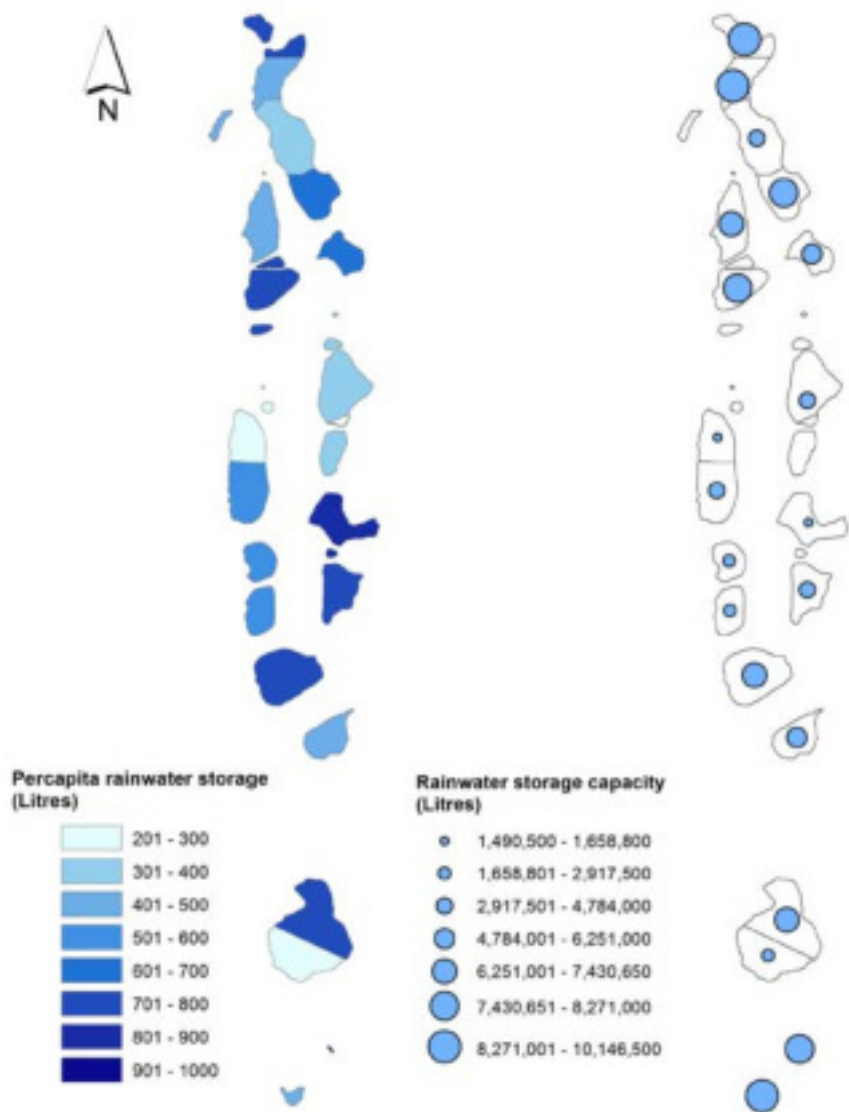 N
Percapita rainwater storage
(Litres)
201 - 300
301 - 400
401 - 500
501 - 600
601 - 700
701 - 800
801 - 900
901 - 1000
Rainwater storage capacity
(Litres)
1,490,500 - 1,658,800
1,658,801 - 2,917,500
2,917,501 - 4,784,000
4,784,001 - 6,251,000
6,251,001 - 7,430,650
7,430,651 - 8,271,000
8,271,001 - 10,146,500